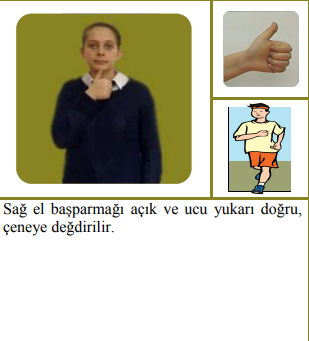 Sağ el başparmağı açık ve ucu yukarı doğru,
çeneye değdirilir.